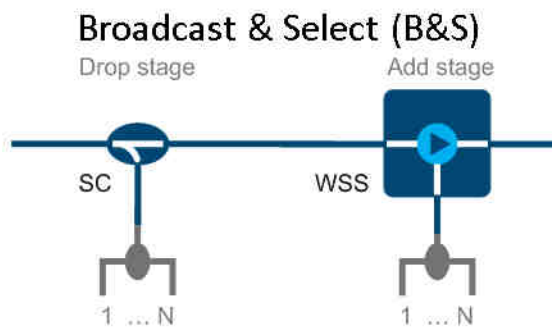 Broadcast & Select (B&S)
Drop stage
Add stage
SC
WSS
1 ... N
1 ... N